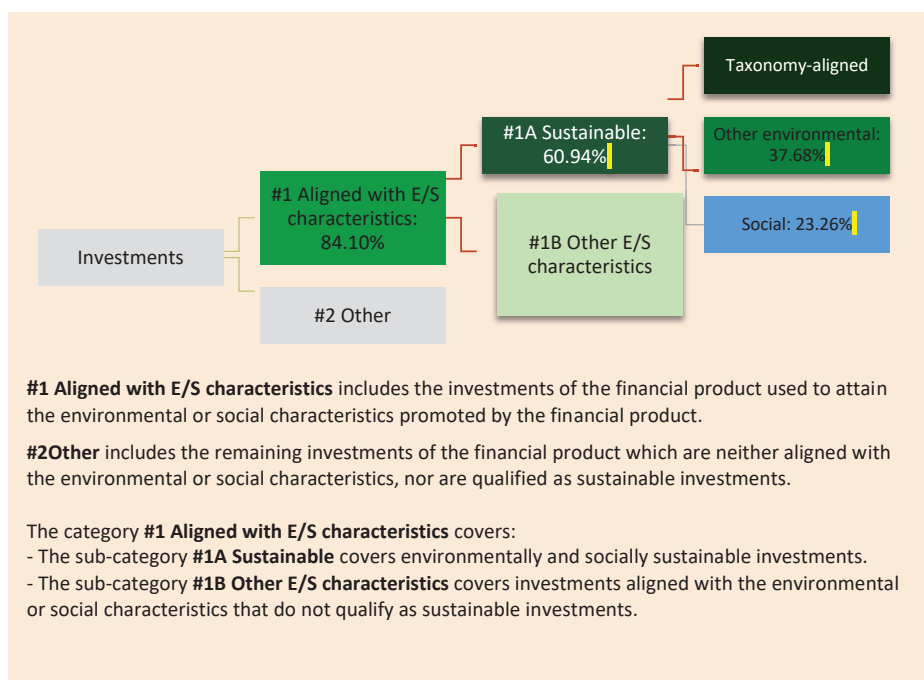 Taxonomy-aligned
#1A Sustainable:
60.94%
Other environmental:
37.68%
#1 Aligned with E/S
characteristics:
84.10%
#1B Other E/S
characteristics
Social: 23.26%
Investments
#2 Other
#1 Aligned with E/S characteristics includes the investments of the financial product used to attain
the environmental or social characteristics promoted by the financial product.
#2Other includes the remaining investments of the financial product which are neither aligned with
the environmental or social characteristics, nor are qualified as sustainable investments.
The category #1 Aligned with E/S characteristics covers:
- The sub-category #1A Sustainable covers environmentally and socially sustainable investments.
- The sub-category #1B Other E/S characteristics covers investments aligned with the environmental
or social characteristics that do not qualify as sustainable investments.